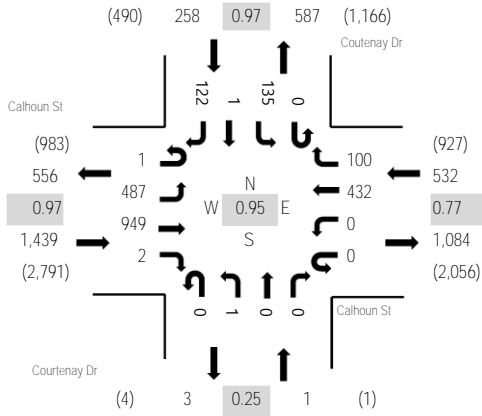 (490) 258 0.97 587 (1,166)
Coutenay Dr
122 1 135 0
Calhoun St
(983) (927)
556 1 100 532
487 N 432
0.97 W 0.95 E 0.77
949 S 0
1,439 2 0 1,084
(2,791) (2,056)
0 1 0 0
Calhoun St
Courtenay Dr
(4) 3 0.25 1 (1)